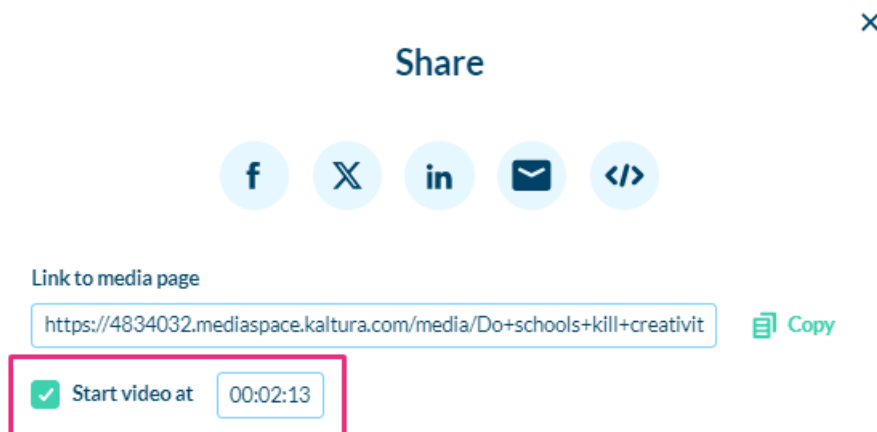 Share
f X in </>
Link to media page
https://4834032.mediaspace.kaltura.com/media/Do+schools+kill+creativit
Copy
Start video at 00:02:13